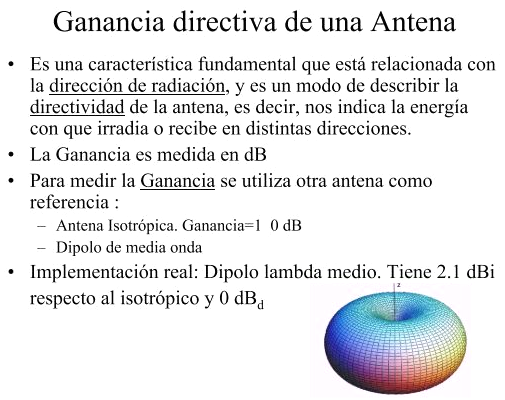 Ganancia directiva de una Antena
• Es una característica fundamental que está relacionada con
la dirección de radiación, y es un modo de describir la
directividad de la antena, es decir, nos indica la energía
con que irradia o recibe en distintas direcciones.
• La Ganancia es medida en dB
• Para medir la Ganancia se utiliza otra antena como
referencia :
– Antena Isotrópica. Ganancia=1 0 dB
– Dipolo de media onda
• Implementación real: Dipolo lambda medio. Tiene 2.1 dBi
respecto al isotrópico y 0 dBd
z